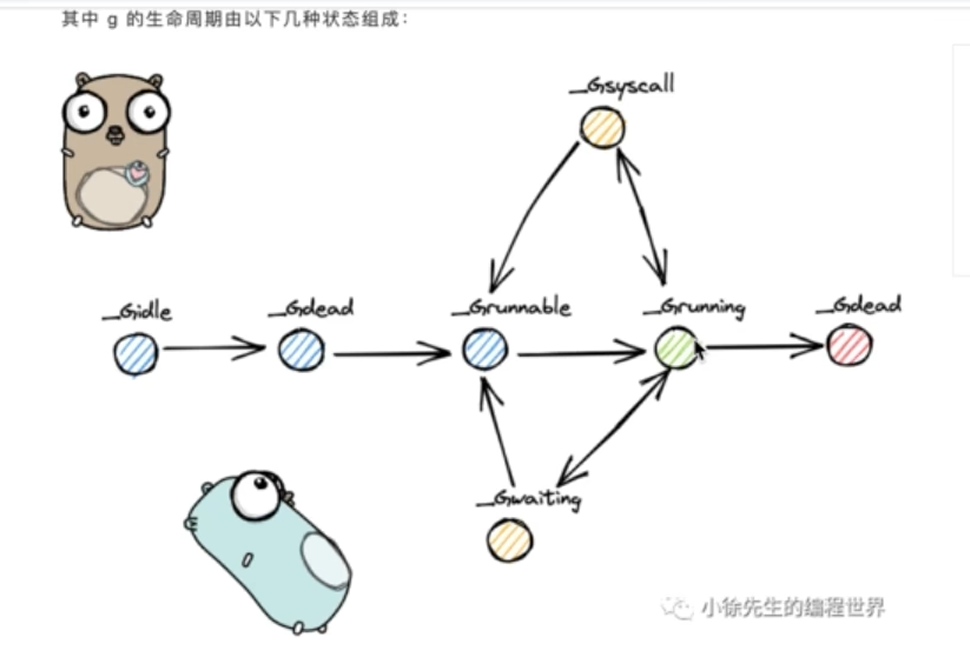 其中 g 的生命周期由以下几种状态组成：
_Gsyscall
_Gidle
_Gdead
_Grunnable
_Grunning
_Gdead
_Gwaiting
小徐先生的编程世界